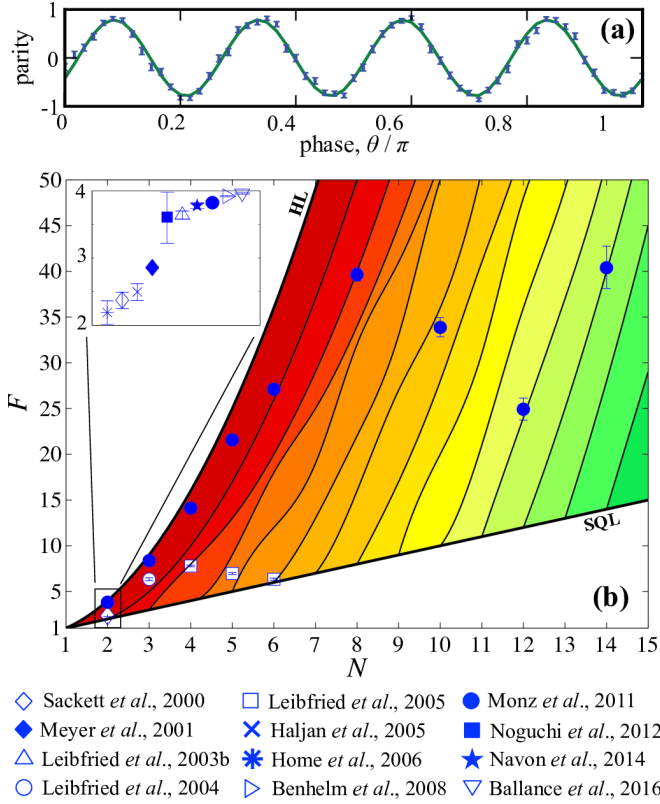 1
0
-1
parity
(a)
0 0.2 0.4 0.6 0.8 1
phase, θ / π
50
45
40
35
30
25
20
15
10
5
1
F
4
3
2
HL
SQL
(b)
1 2 3 4 5 6 7 8 9 10 11 12 13 14 15
N
Sackett et al., 2000 Leibfried et al., 2005 Monz et al., 2011
Meyer et al., 2001 Haljan et al., 2005 Noguchi et al., 2012
Leibfried et al., 2003b Home et al., 2006 Navon et al., 2014
Leibfried et al., 2004 Benhelm et al., 2008 Ballance et al., 2016